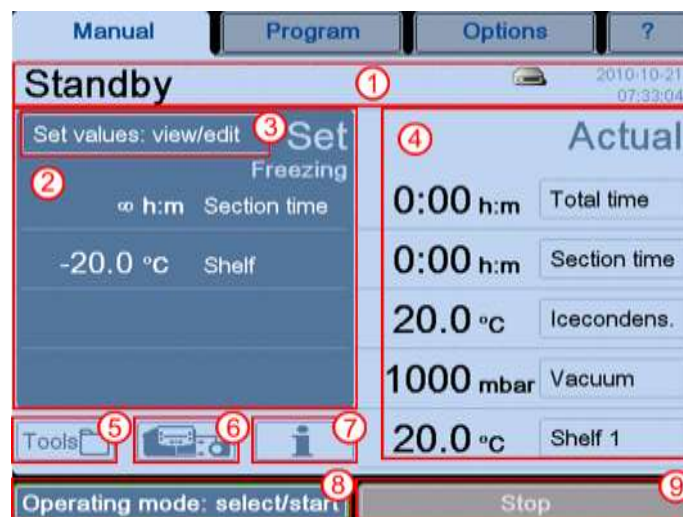 Manual Program Options ?
Standby 1 2010-10-21
07:33:04
Set values: view/edit 3 Set 4 Actual
2 Freezing
∞ h:m Section time 0:00 h:m Total time
-20.0 °C Shelf 0:00 h:m Section time
20.0 °C Icecondens.
1000 mbar Vacuum
Tools 5 6 i 7 20.0 °C Shelf 1
Operating mode: select/start 8 Stop 9